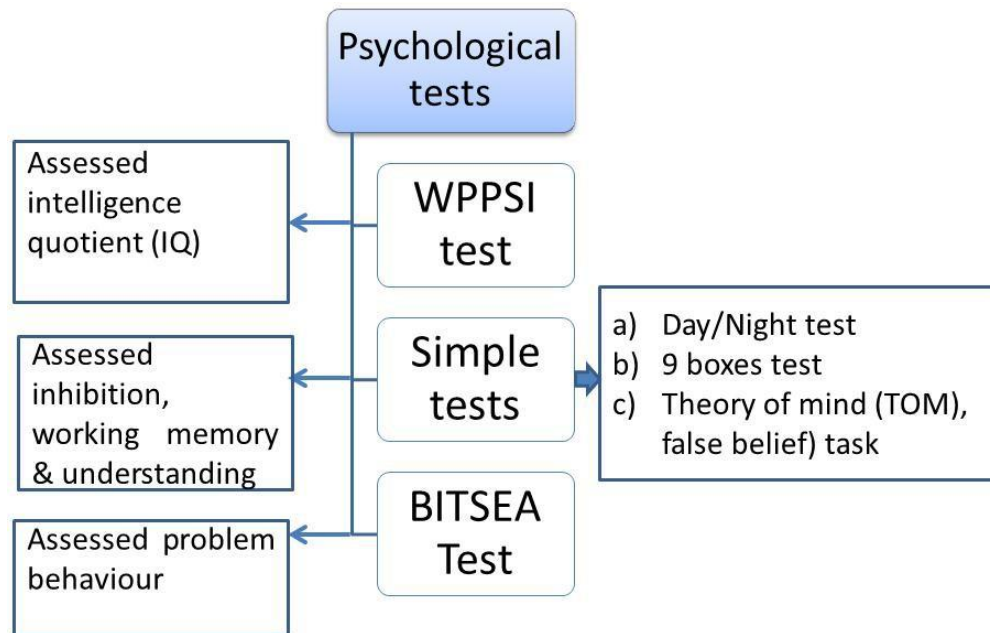 Psychological
tests
Assessed
intelligence
quotient (IQ)
WPPSI
test
Assessed
inhibition,
working memory
& understanding
Simple
tests
a) Day/Night test
b) 9 boxes test
c) Theory of mind (TOM),
false belief) task
Assessed problem
behaviour
BITSEA
Test